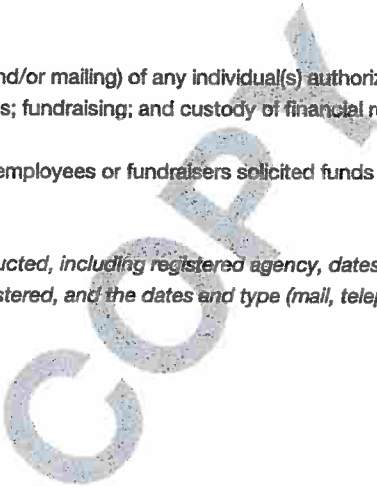 nd/or mailing) of any individual(s) authoriz
s; fundraising; and custody of financial r
employees or fundraisers solicited funds
ucted, including registered agency, dates
stered, and the dates and type (mail, telep
COPY